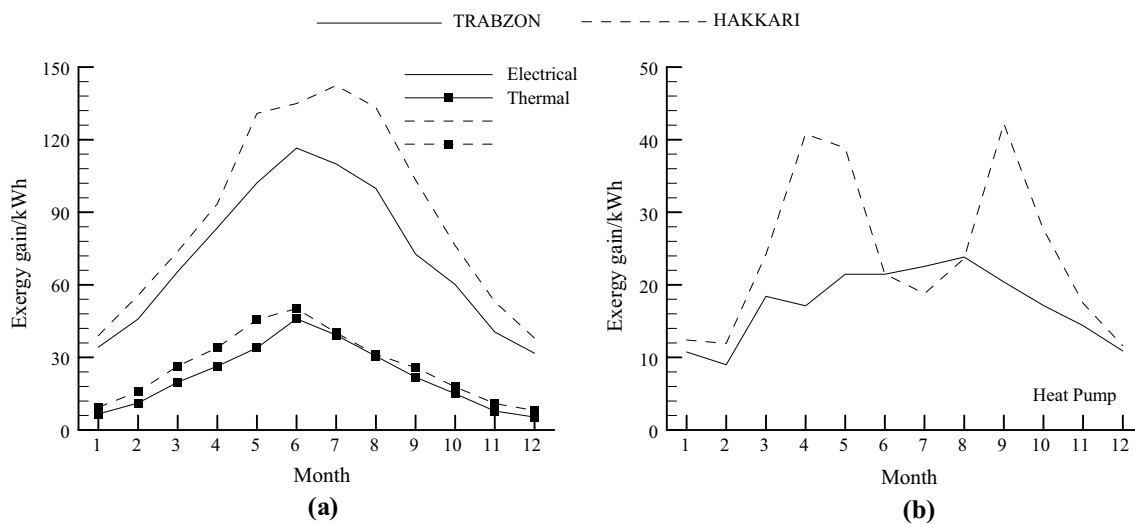 TRABZON HAKKARI
150
120
90
60
30
0
Exergy gain/kWh
Electrical
Thermal
1 2 3 4 5 6 7 8 9 10 11 12
Month
(a)
50
40
30
20
10
0
Exergy gain/kWh
Heat Pump
1 2 3 4 5 6 7 8 9 10 11 12
Month
(b)